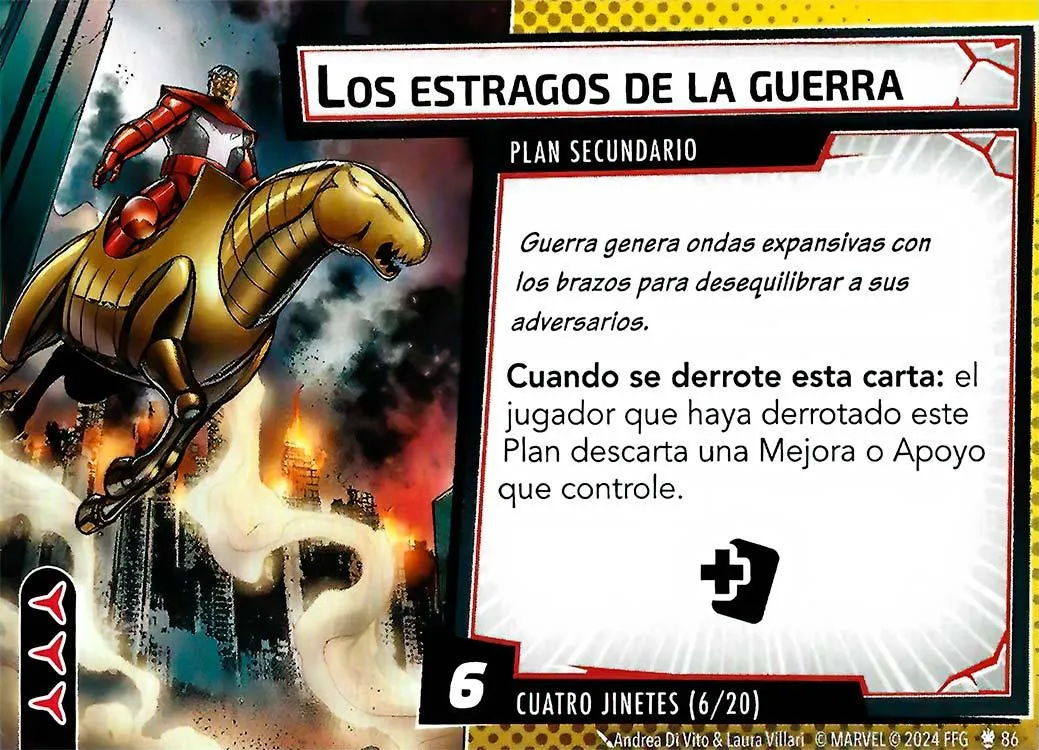 Los estragos de la guerra
PLAN SECUNDARIO
Guerra genera ondas expansivas con
los brazos para desequilibrar a sus
adversarios.
Cuando se derrote esta carta: el
jugador que haya derrotado este
Plan descarta una Mejora o Apoyo
que controle.
6
CUATRO JINETES (6/20)
Andrea Di Vito & Laura Villari © MARVEL © 2024 FFG 86